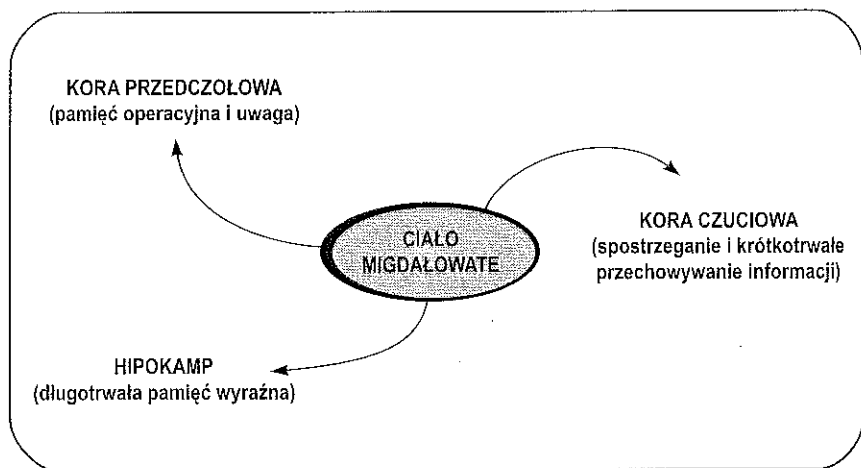 KORA PRZEDCZOŁOWA
(pamięć operacyjna i uwaga)
KORA CZUCIOWA
(spostrzeganie i krótkotrwałe
przechowywanie informacji)
CIAŁO
MIGDAŁOWATE
HIPOKAMP
(długotrwała pamięć wyraźna)